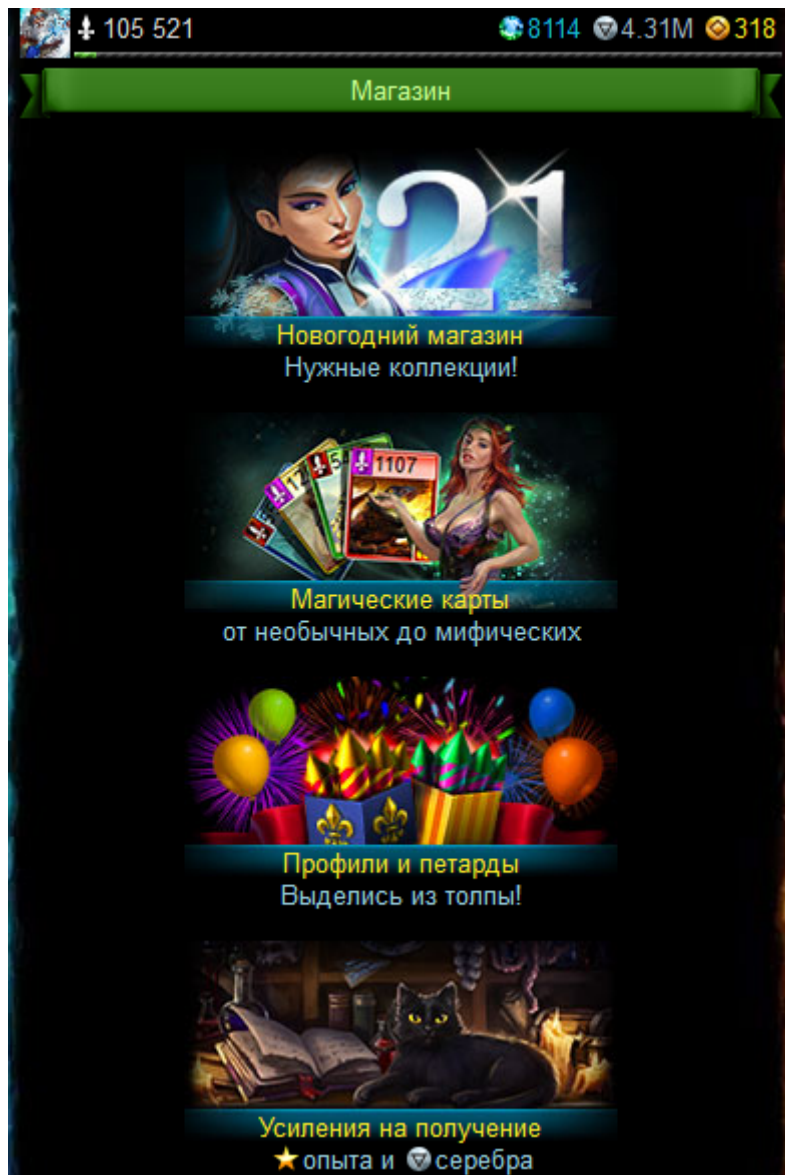 105 521 8114 4.31M 318
Магазин
21
Новогодний магазин
Нужные коллекции!
1107
Магические карты
от необычных до мифических
Профили и петарды
Выделись из толпы!
Усиления на получение
опыта и серебра